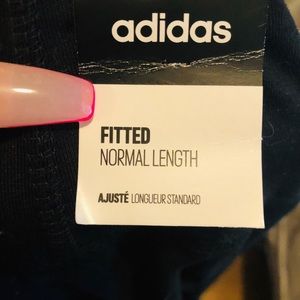 adidas
FITTED
NORMAL LENGTH
AJUSTÉ LONGUEUR STANDARD